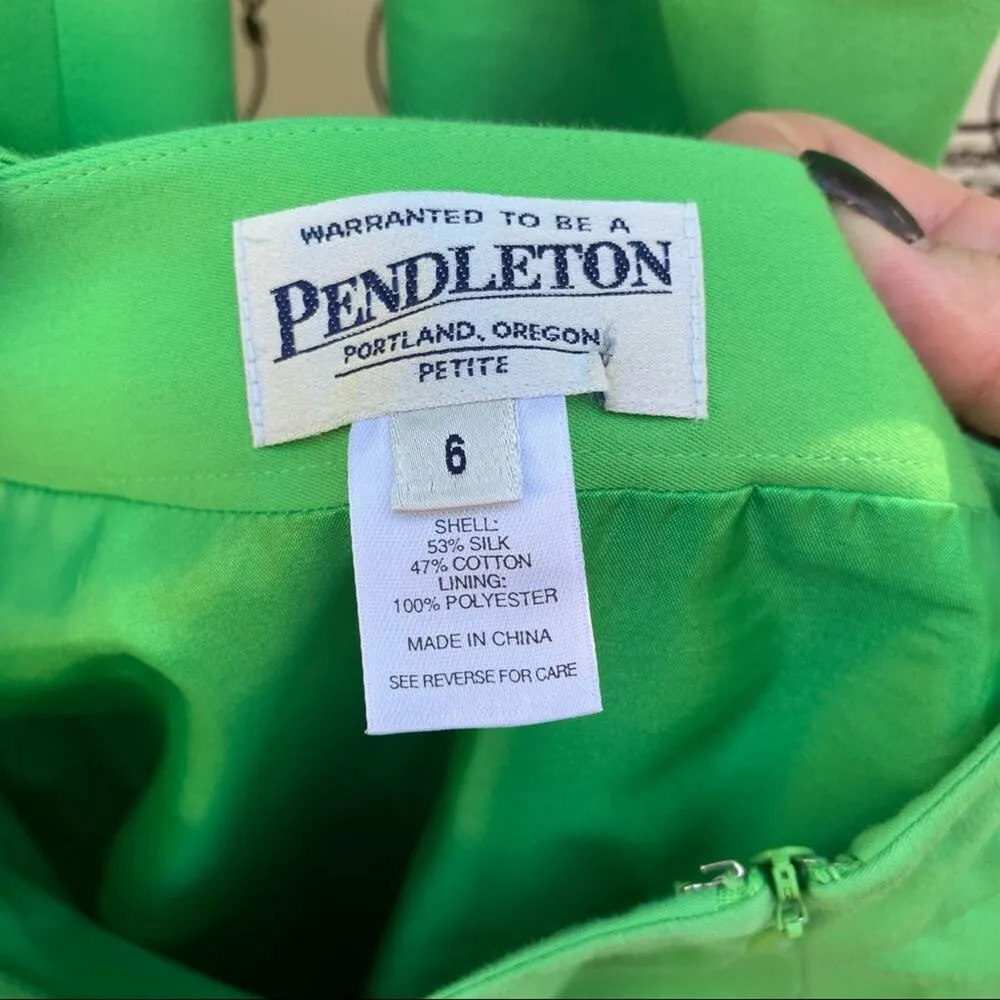 WARRANTED TO BE A
PENDLETON
PORTLAND, OREGON
PETITE
6
SHELL:
53% SILK
47% COTTON
LINING:
100% POLYESTER
MADE IN CHINA
SEE REVERSE FOR CARE